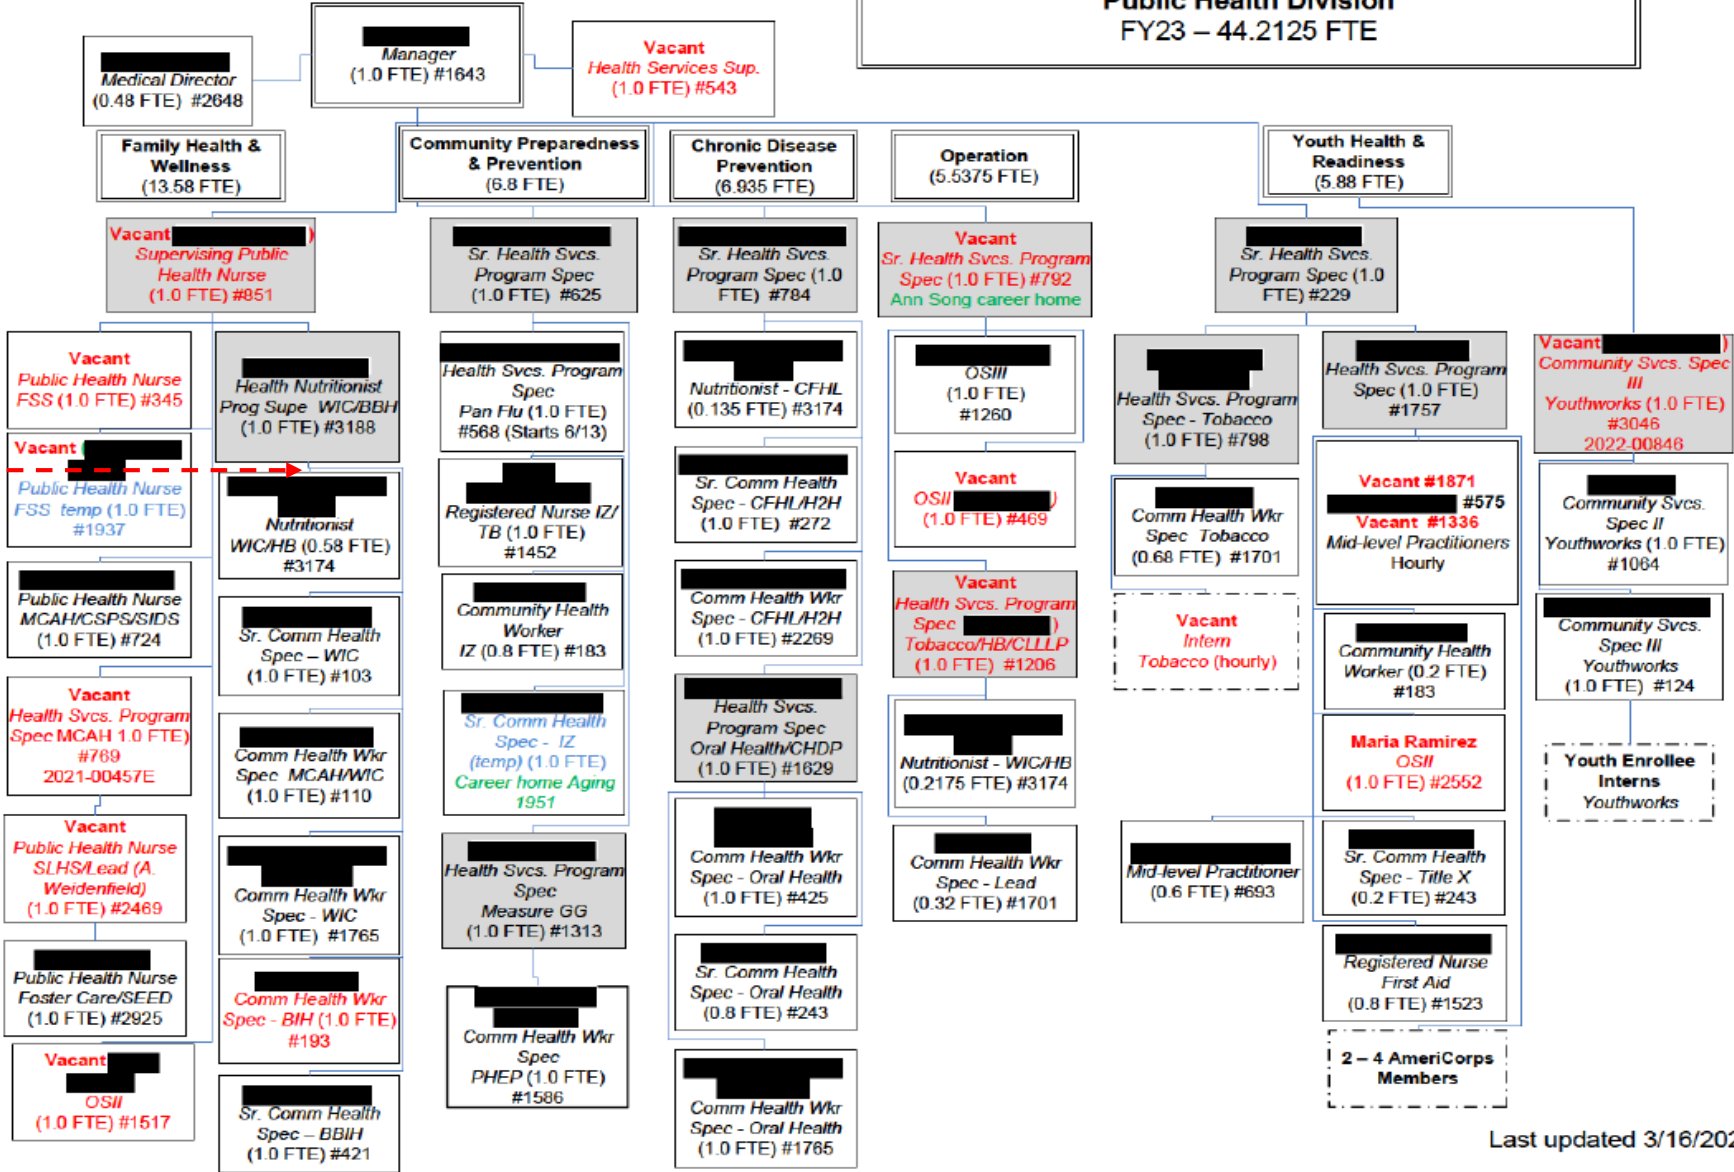 Public Health Division
FY23 – 44.2125 FTE
Manager
(1.0 FTE) #1643
Medical Director
(0.48 FTE) #2648
Vacant
Health Services Sup.
(1.0 FTE) #543
Family Health &
Wellness
(13.58 FTE)
Community Preparedness
& Prevention
(6.8 FTE)
Chronic Disease
Prevention
(6.935 FTE)
Operation
(5.5375 FTE)
Youth Health &
Readiness
(5.88 FTE)
Vacant )
Supervising Public
Health Nurse
(1.0 FTE) #851
Vacant
Public Health Nurse
FSS (1.0 FTE) #345
Vacant (
Public Health Nurse
FSS temp (1.0 FTE)
#1937
Public Health Nurse
MCAH/CSPS/SIDS
(1.0 FTE) #724
Vacant
Health Svcs. Program
Spec MCAH 1.0 FTE)
#769
2021-00457E
Vacant
Public Health Nurse
SLHS/Lead (A.
Weidenfield)
(1.0 FTE) #2469
Public Health Nurse
Foster Care/SEED
(1.0 FTE) #2925
Vacant
OSII
(1.0 FTE) #1517
Health Nutritionist
Prog Supe WIC/BBH
(1.0 FTE) #3188
Nutritionist
WIC/HB (0.58 FTE)
#3174
Sr. Comm Health
Spec – WIC
(1.0 FTE) #103
Comm Health Wkr
Spec MCAH/WIC
(1.0 FTE) #110
Comm Health Wkr
Spec - WIC
(1.0 FTE) #1765
Comm Health Wkr
Spec - BIH (1.0 FTE)
#193
Sr. Comm Health
Spec – BBIH
(1.0 FTE) #421
Sr. Health Svcs.
Program Spec
(1.0 FTE) #625
Health Svcs. Program
Spec
Pan Flu (1.0 FTE)
#568 (Starts 6/13)
Registered Nurse IZ/
TB (1.0 FTE)
#1452
Community Health
Worker
IZ (0.8 FTE) #183
Sr. Comm Health
Spec - IZ
(temp) (1.0 FTE)
Career home Aging
1951
Health Svcs. Program
Spec
Measure GG
(1.0 FTE) #1313
Comm Health Wkr
Spec
PHEP (1.0 FTE)
#1586
Sr. Health Svcs.
Program Spec (1.0
FTE) #784
Nutritionist - CFHL
(0.135 FTE) #3174
Sr. Comm Health
Spec - CFHL/H2H
(1.0 FTE) #272
Comm Health Wkr
Spec - CFHL/H2H
(1.0 FTE) #2269
Health Svcs.
Program Spec
Oral Health/CHDP
(1.0 FTE) #1629
Comm Health Wkr
Spec - Oral Health
(1.0 FTE) #425
Sr. Comm Health
Spec - Oral Health
(0.8 FTE) #243
Comm Health Wkr
Spec - Oral Health
(1.0 FTE) #1765
Vacant
Sr. Health Svcs. Program
Spec (1.0 FTE) #792
Ann Song career home
OSIII
(1.0 FTE)
#1260
Vacant
OSII )
(1.0 FTE) #469
Vacant
Health Svcs. Program
Spec )
Tobacco/HB/CLLLP
(1.0 FTE) #1206
Nutritionist - WIC/HB
(0.2175 FTE) #3174
Comm Health Wkr
Spec - Lead
(0.32 FTE) #1701
Sr. Health Svcs.
Program Spec (1.0
FTE) #229
Health Svcs. Program
Spec - Tobacco
(1.0 FTE) #798
Comm Health Wkr
Spec Tobacco
(0.68 FTE) #1701
Vacant
Intern
Tobacco (hourly)
Health Svcs. Program
Spec (1.0 FTE)
#1757
Vacant #1871
#575
Vacant #1336
Mid-level Practitioners
Hourly
Community Health
Worker (0.2 FTE)
#183
Maria Ramirez
OSII
(1.0 FTE) #2552
Mid-level Practitioner
(0.6 FTE) #693
Sr. Comm Health
Spec - Title X
(0.2 FTE) #243
Registered Nurse
First Aid
(0.8 FTE) #1523
2 – 4 AmeriCorps
Members
Vacant )
Community Svcs. Spec
III
Youthworks (1.0 FTE)
#3046
2022-00846
Community Svcs.
Spec II
Youthworks (1.0 FTE)
#1064
Community Svcs.
Spec III
Youthworks
(1.0 FTE) #124
Youth Enrollee
Interns
Youthworks
Last updated 3/16/202